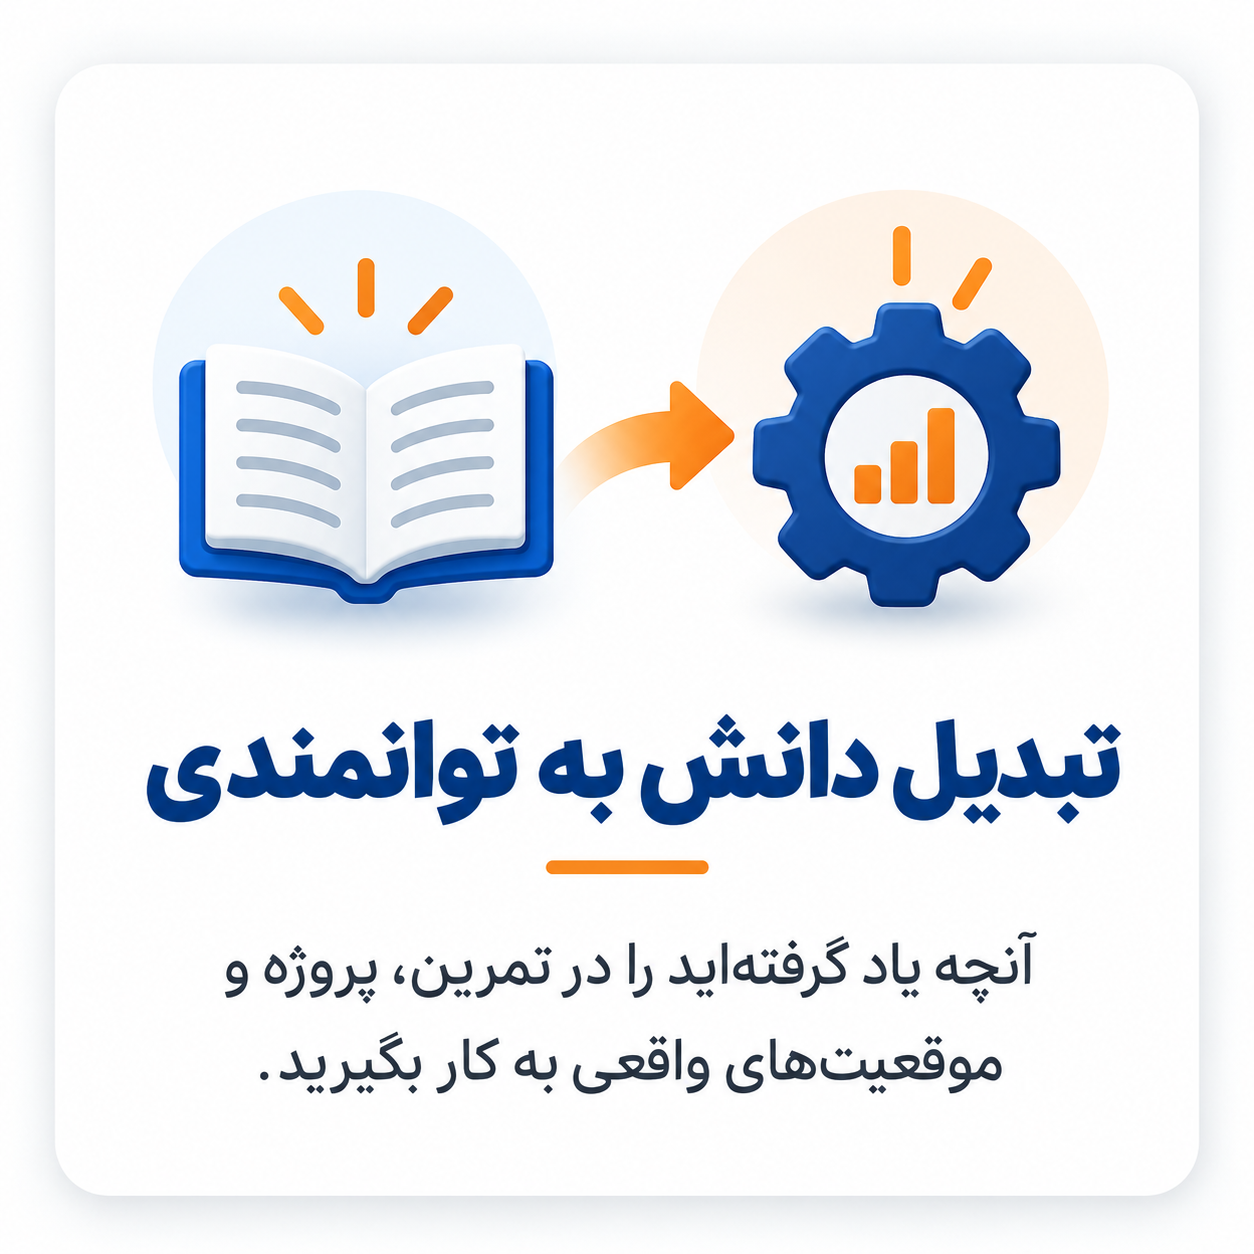 تبدیل دانش به توانمندی
آنچه یاد گرفته‌اید را در تمرین، پروژه و
موقعیت‌های واقعی به کار بگیرید.